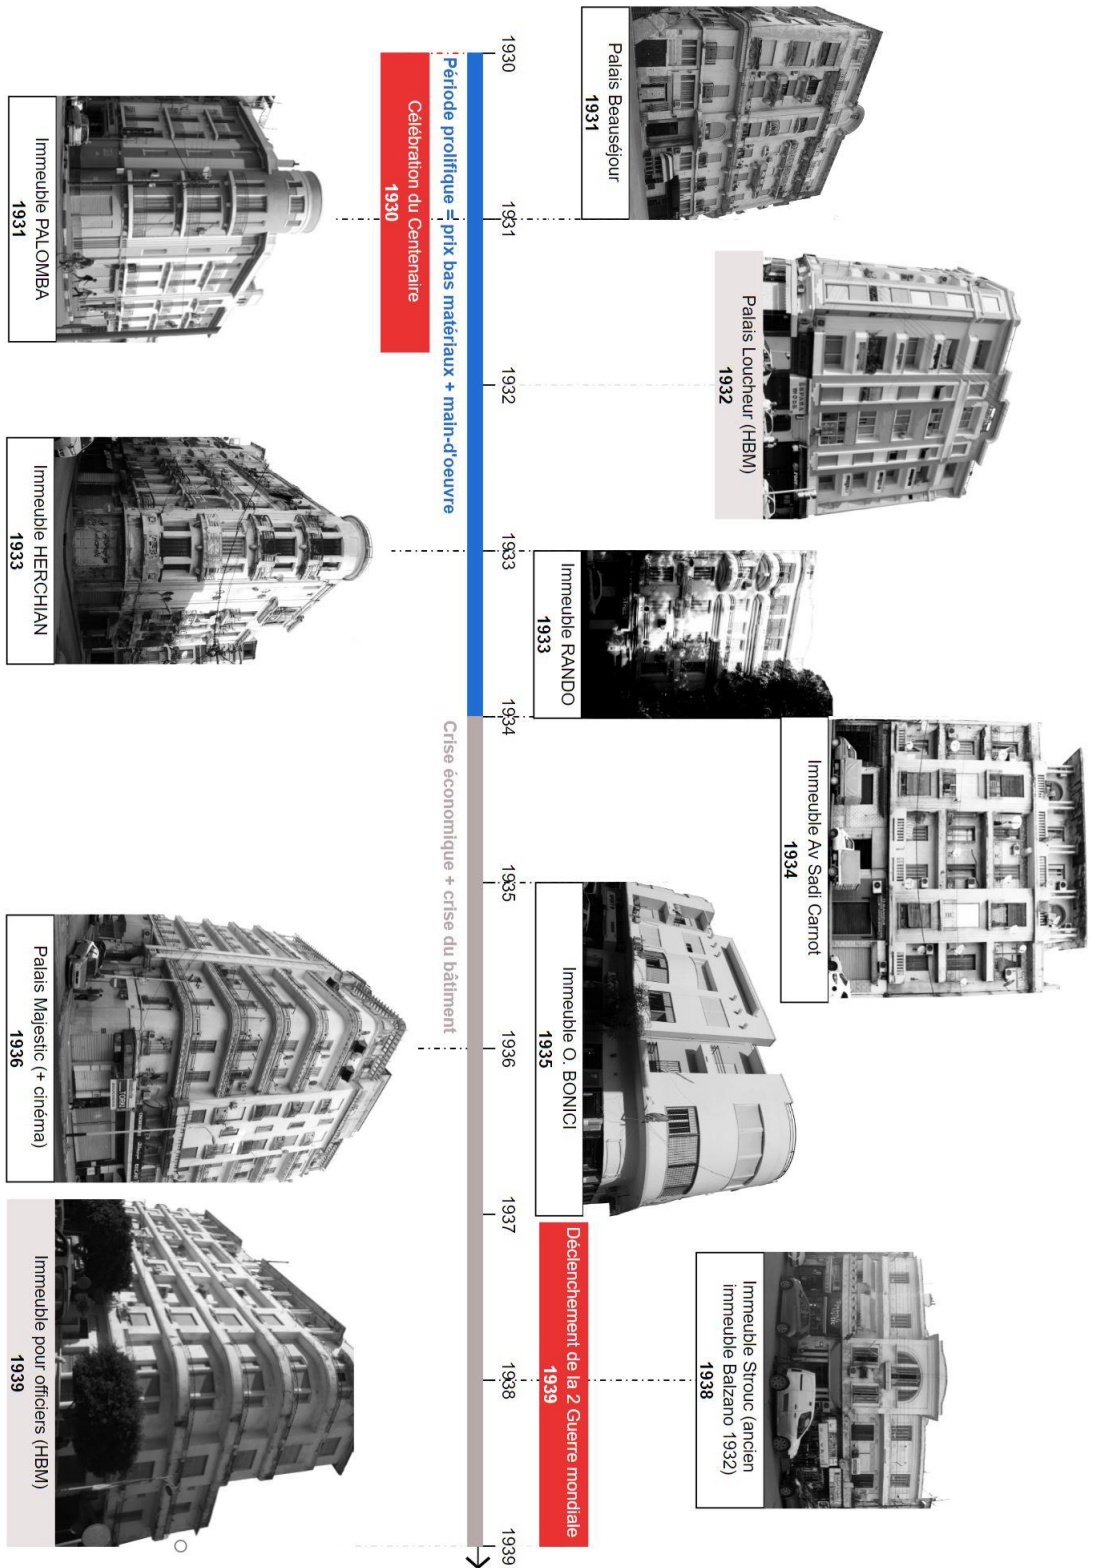 Palais Beauséjour
1931
Palais Loucheur (HBM)
1932
Immeuble RANDO
1933
Immeuble Av Sadi Carnot
1934
Immeuble O. BONICI
1935
Immeuble Strouc (ancien
immeuble Balzano 1932)
1938
Déclenchement de la 2 Guerre mondiale
1939
1930
1931
1932
1933
1934
1935
1936
1937
1938
1939
Période prolifique = prix bas matériaux + main-d'oeuvre
Crise économique + crise du bâtiment
Célébration du Centenaire
1930
Immeuble PALOMBA
1931
Immeuble HERCHIAN
1933
Palais Majestic (+ cinéma)
1936
Immeuble pour officiers (HBM)
1939